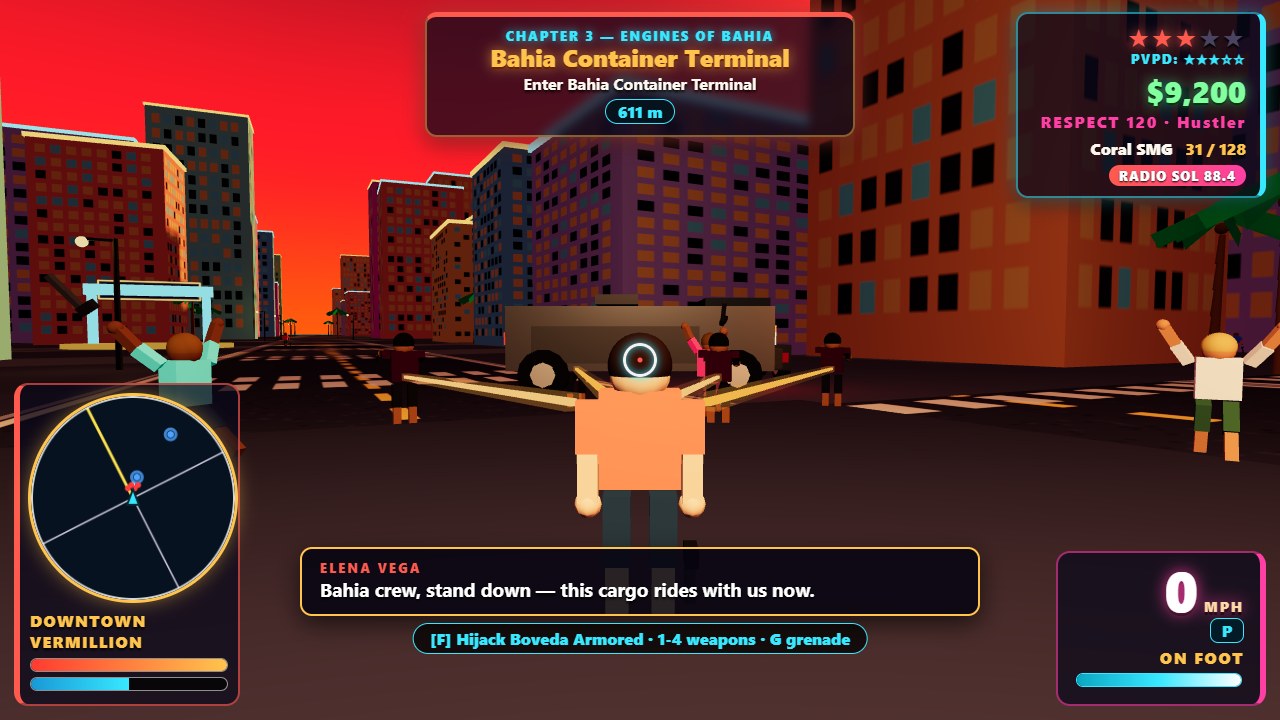 CHAPTER 3 — ENGINES OF BAHIA
Bahia Container Terminal
Enter Bahia Container Terminal
611 m
★★★★★
PVPD: ★★★☆☆
$9,200
RESPECT 120 · Hustler
Coral SMG 31 / 128
RADIO SOL 88.4
DOWNTOWN
VERMILLION
ELENA VEGA
Bahia crew, stand down — this cargo rides with us now.
[F] Hijack Boveda Armored · 1-4 weapons · G grenade
0 MPH
P
ON FOOT